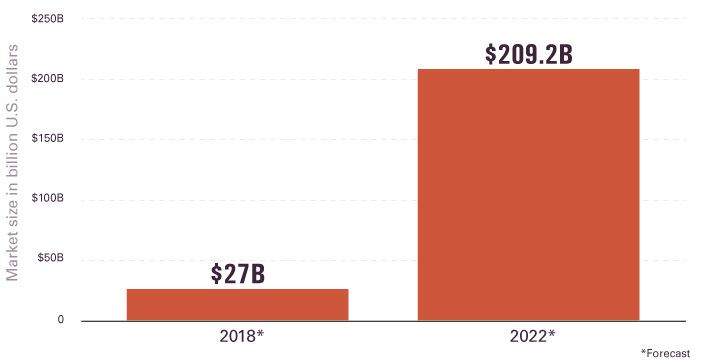 Market size in billion U.S. dollars
$250B
$200B
$150B
$100B
$50B
0
$27B
$209.2B
2018*
2022*
*Forecast